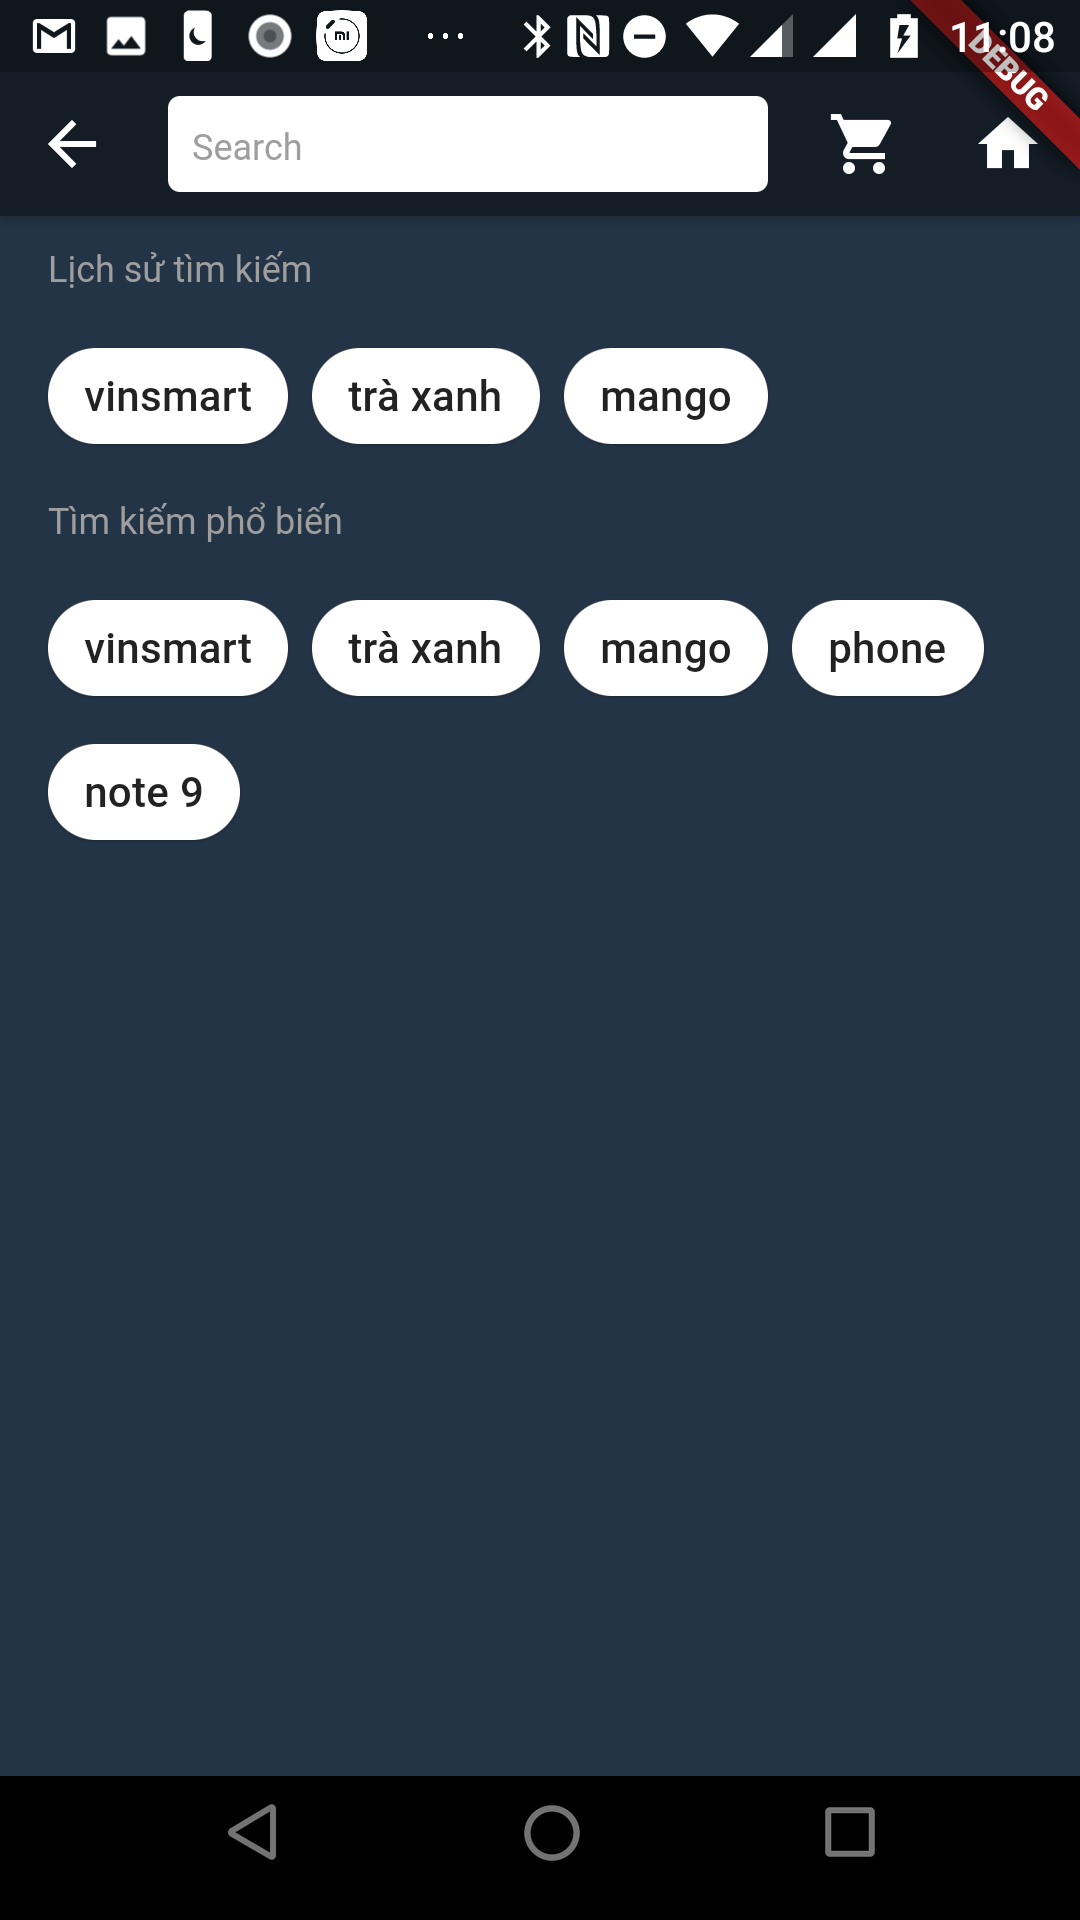 11:08
DEBUG
Search
Lịch sử tìm kiếm
vinsmart trà xanh mango
Tìm kiếm phổ biến
vinsmart trà xanh mango phone
note 9